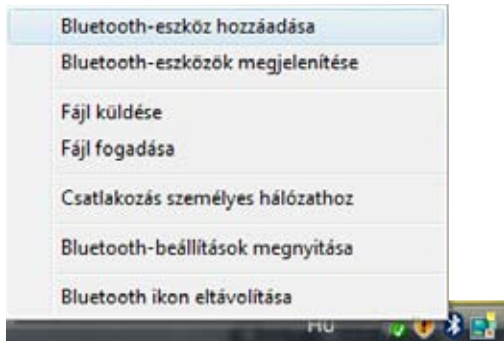 Bluetooth-eszköz hozzáadása
Bluetooth-eszközök megjelenítése
Fájl küldése
Fájl fogadása
Csatlakozás személyes hálózathoz
Bluetooth-beállítások megnyitása
Bluetooth ikon eltávolítása
HU